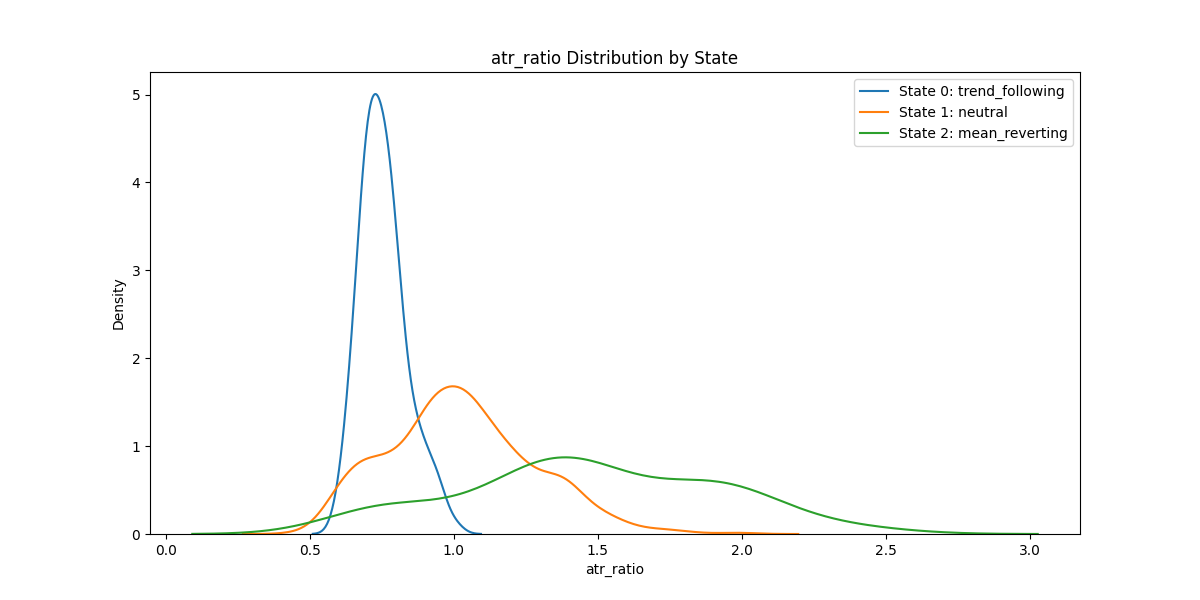 atr_ratio Distribution by State
State 0: trend_following
State 1: neutral
State 2: mean_reverting
5
4
3
2
1
0
Density
0.0 0.5 1.0 1.5 2.0 2.5 3.0
atr_ratio